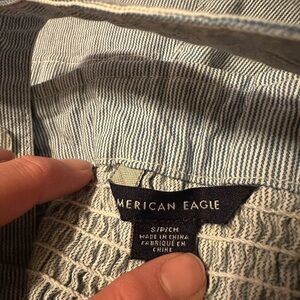 MERICAN EAGLE
S/P/CH
MADE IN CHINA
FABRIQUÉ EN
CHINE